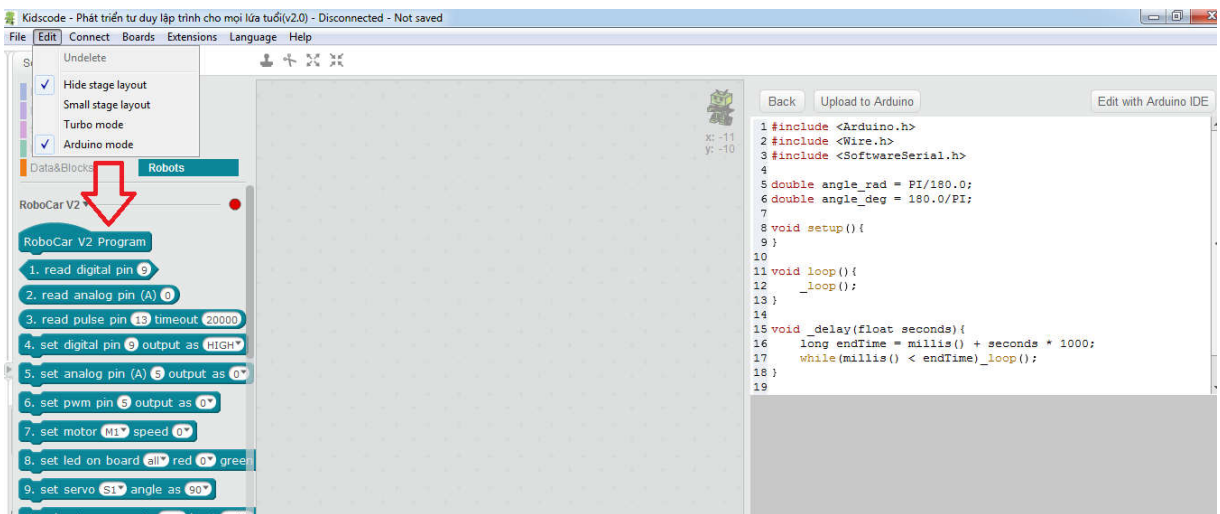 Kidscode - Phát triển tư duy lập trình cho mọi lứa tuổi(v2.0) - Disconnected - Not saved
File Edit Connect Boards Extensions Language Help
Undelete
Hide stage layout
Small stage layout
Turbo mode
Arduino mode
Data&Blocks Robots
RoboCar V2
RoboCar V2 Program
1. read digital pin 9
2. read analog pin (A) 0
3. read pulse pin 13 timeout 20000
4. set digital pin 9 output as HIGH
5. set analog pin (A) 5 output as 0
6. set pwm pin 5 output as 0
7. set motor M1 speed 0
8. set led on board all red 0 green
9. set servo S1 angle as 90
x: -11
y: -10
Back Upload to Arduino Edit with Arduino IDE
1 #include <Arduino.h>
2 #include <Wire.h>
3 #include <SoftwareSerial.h>
4
5 double angle_rad = PI/180.0;
6 double angle_deg = 180.0/PI;
7
8 void setup(){
9 }
10
11 void loop(){
12 _loop();
13 }
14
15 void _delay(float seconds){
16 long endTime = millis() + seconds * 1000;
17 while(millis() < endTime)_loop();
18 }
19